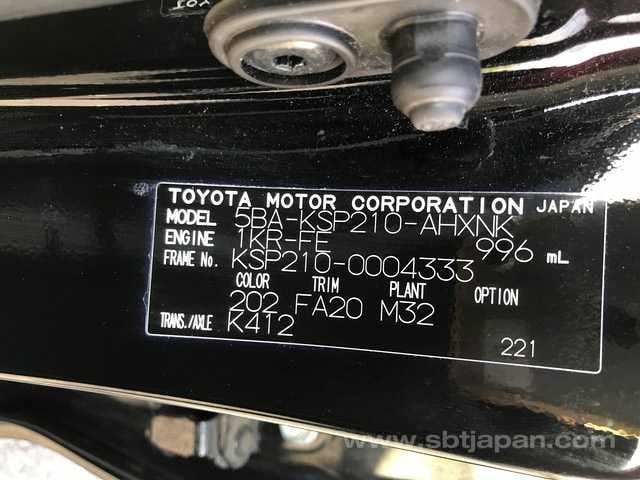 TOYOTA MOTOR CORPORATION JAPAN
MODEL 5BA-KSP210-AHXNK
ENGINE 1KR-FE 996 mL
FRAME No. KSP210-0004333
COLOR TRIM PLANT OPTION
202 FA20 M32
TRANS./AXLE K412
221
www.sbtjapan.com